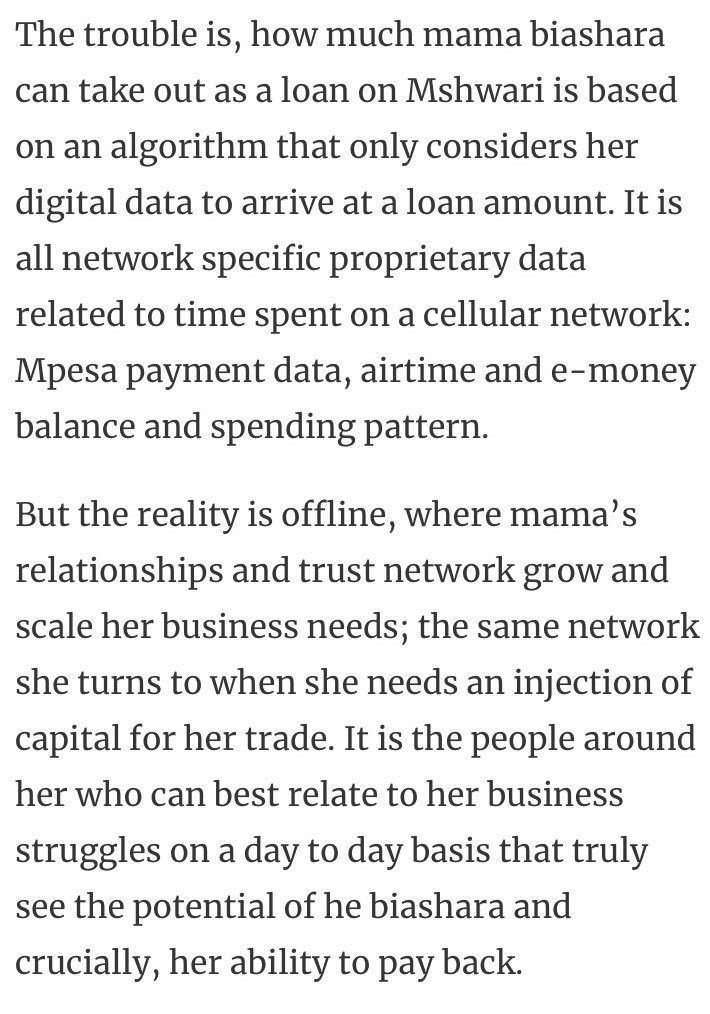 The trouble is, how much mama biashara
can take out as a loan on Mshwari is based
on an algorithm that only considers her
digital data to arrive at a loan amount. It is
all network specific proprietary data
related to time spent on a cellular network:
Mpesa payment data, airtime and e-money
balance and spending pattern.
But the reality is offline, where mama’s
relationships and trust network grow and
scale her business needs; the same network
she turns to when she needs an injection of
capital for her trade. It is the people around
her who can best relate to her business
struggles on a day to day basis that truly
see the potential of he biashara and
crucially, her ability to pay back.